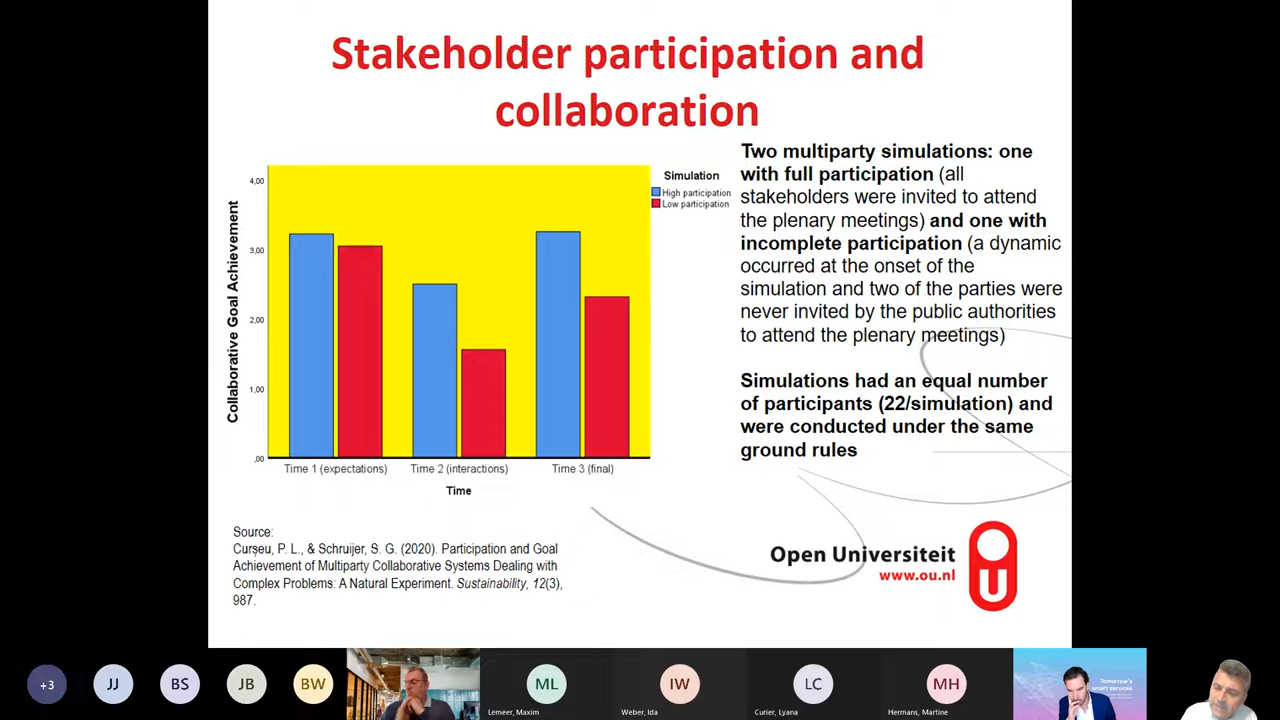 Stakeholder participation and
collaboration
Collaborative Goal Achievement
4,00
3,00
2,00
1,00
,00
Time 1 (expectations)
Time 2 (interactions)
Time 3 (final)
Time
Simulation
High participation
Low participation
Two multiparty simulations: one
with full participation (all
stakeholders were invited to attend
the plenary meetings) and one with
incomplete participation (a dynamic
occurred at the onset of the
simulation and two of the parties were
never invited by the public authorities
to attend the plenary meetings)
Simulations had an equal number
of participants (22/simulation) and
were conducted under the same
ground rules
Source:
Curșeu, P. L., & Schruijer, S. G. (2020). Participation and Goal
Achievement of Multiparty Collaborative Systems Dealing with
Complex Problems: A Natural Experiment. Sustainability, 12(3),
987.
Open Universiteit
www.ou.nl
+3
JJ
BS
JB
BW
ML
Lemeer, Maxim
IW
Weber, Ida
LC
Curier, Lyana
MH
Hermans, Martine
Tomorrow's
smart services